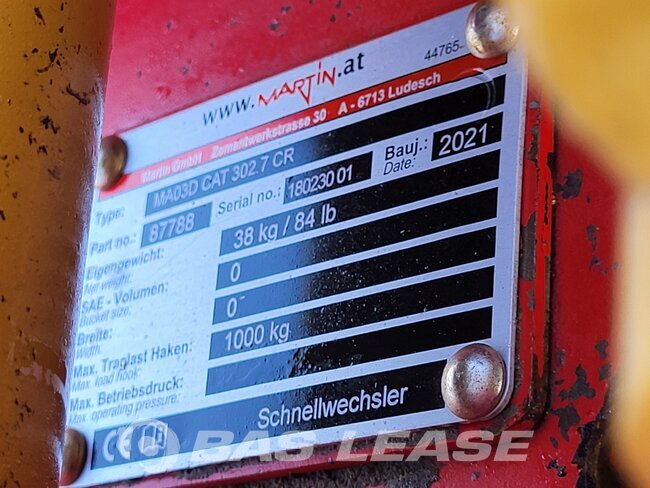 44765-
www.MARTIN.at
Martin GmbH Zementwerkstrasse 30 A - 6713 Ludesch
Type: MA03D CAT 302.7 CR
Part no.: 87788 Serial no.: 180230 01 Bauj.: 2021
Date:
Eigengewicht: 38 kg / 84 lb
Net weight:
SAE - Volumen: 0
Bucket size:
Breite: 0
Width:
Max. Traglast Haken: 1000 kg
Max. load hook:
Max. Betriebsdruck:
Max. operating pressure:
CE Schnellwechsler
BAS LEASE